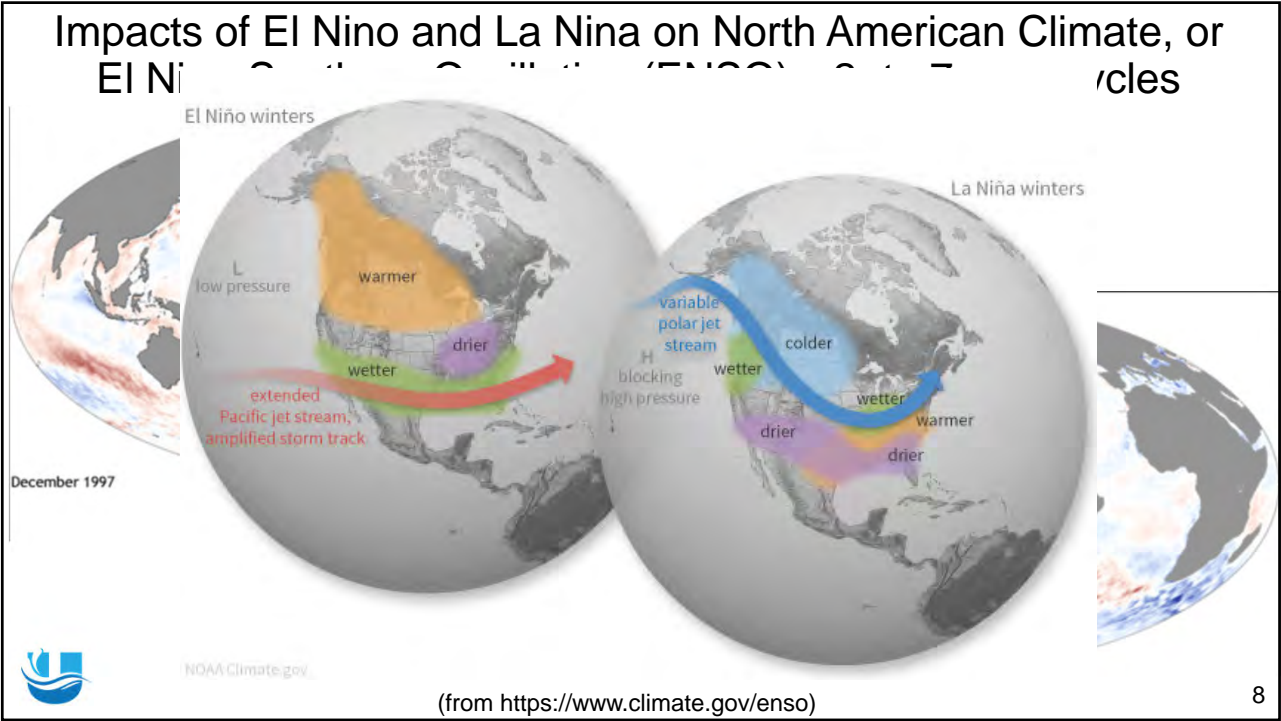 Impacts of El Nino and La Nina on North American Climate, or
El Ni ycles
El Niño winters
La Niña winters
L
low pressure
warmer
drier
wetter
extended
Pacific jet stream,
amplified storm track
variable
polar jet
stream
H
blocking
high pressure
colder
wetter
wetter
warmer
drier
drier
December 1997
NOAA Climate.gov
(from https://www.climate.gov/enso)
8